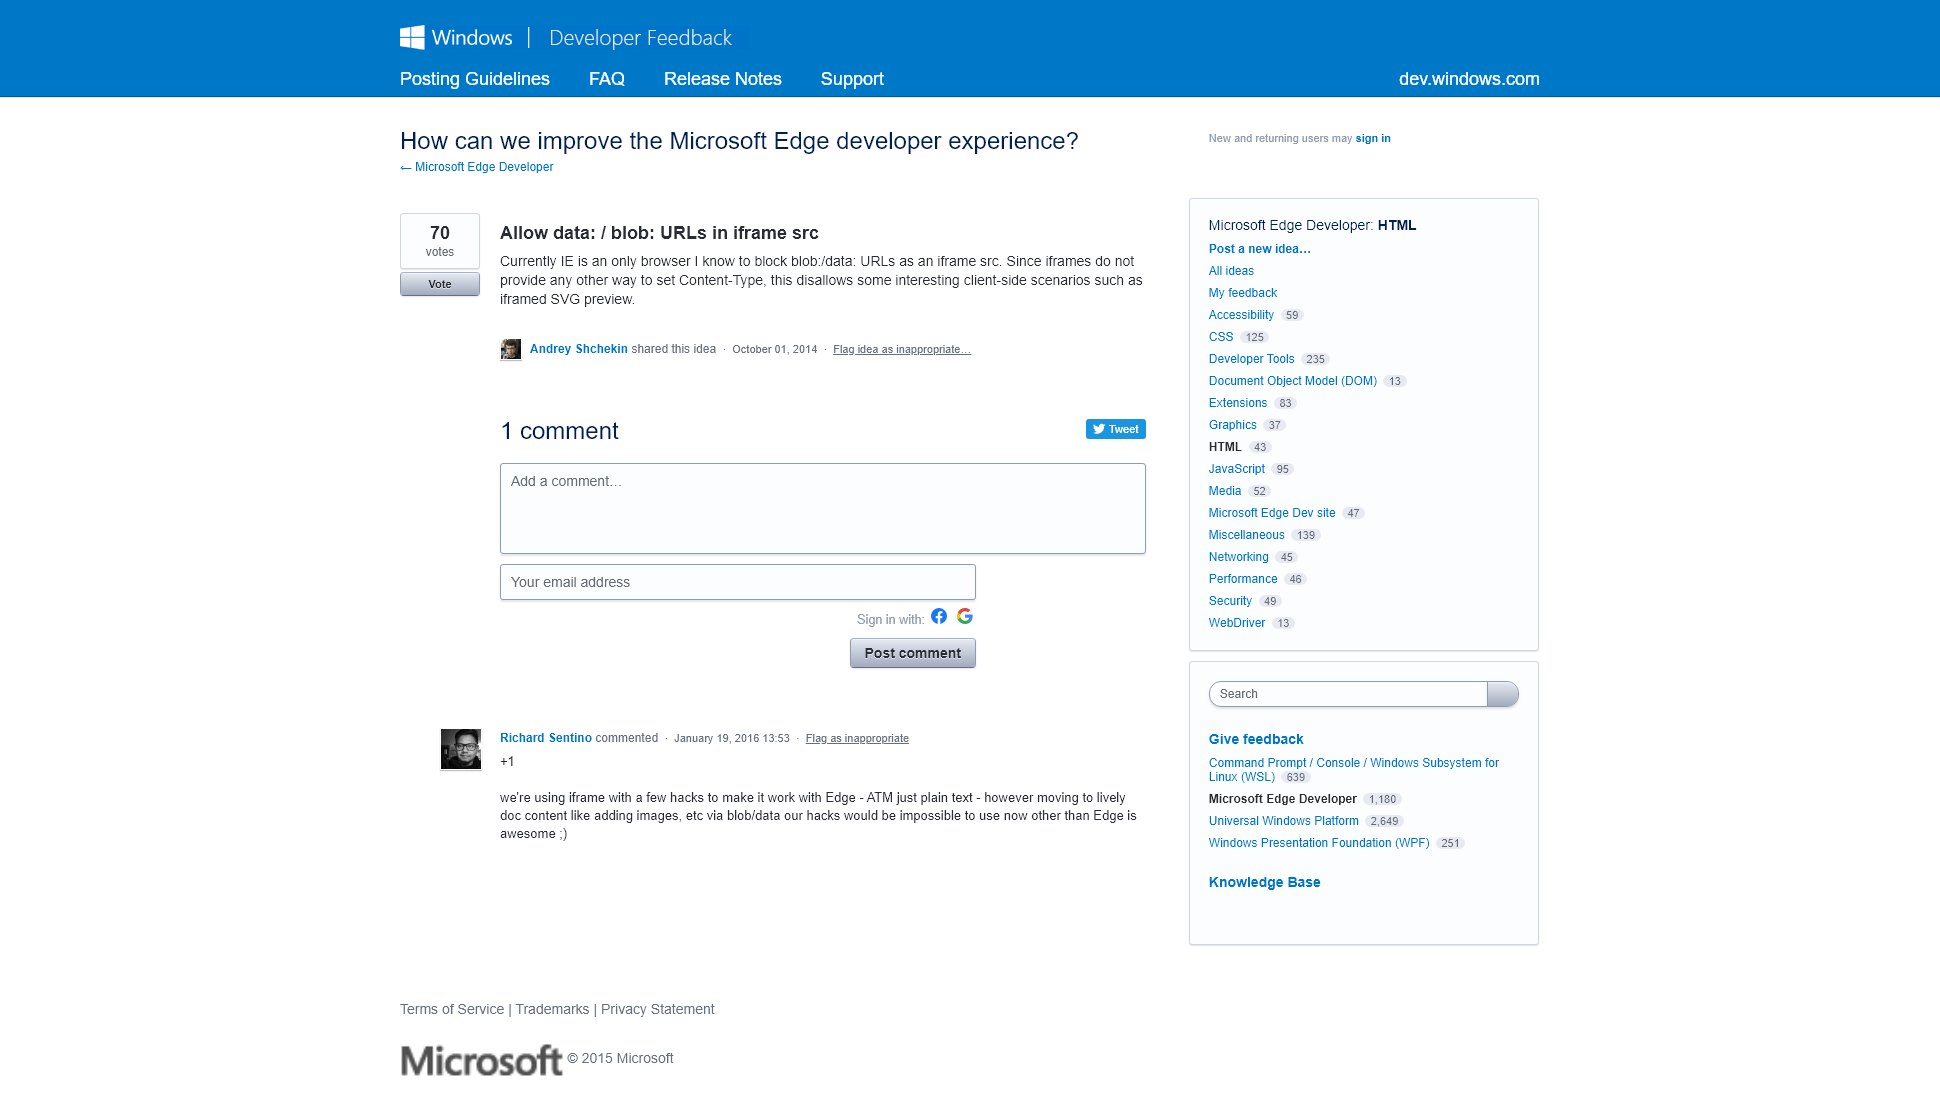 Windows | Developer Feedback
Posting Guidelines FAQ Release Notes Support dev.windows.com
How can we improve the Microsoft Edge developer experience?
← Microsoft Edge Developer
New and returning users may sign in
70
votes
Vote
Allow data: / blob: URLs in iframe src
Currently IE is an only browser I know to block blob:/data: URLs as an iframe src. Since iframes do not
provide any other way to set Content-Type, this disallows some interesting client-side scenarios such as
iframed SVG preview.
Andrey Shchekin shared this idea · October 01, 2014 · Flag idea as inappropriate…
1 comment
Tweet
Add a comment…
Your email address
Sign in with:
Post comment
Richard Sentino commented · January 19, 2016 13:53 · Flag as inappropriate
+1
we're using iframe with a few hacks to make it work with Edge - ATM just plain text - however moving to lively
doc content like adding images, etc via blob/data our hacks would be impossible to use now other than Edge is
awesome ;)
Microsoft Edge Developer: HTML
Post a new idea…
All ideas
My feedback
Accessibility 59
CSS 125
Developer Tools 235
Document Object Model (DOM) 13
Extensions 83
Graphics 37
HTML 43
JavaScript 95
Media 52
Microsoft Edge Dev site 47
Miscellaneous 139
Networking 45
Performance 46
Security 49
WebDriver 13
Search
Give feedback
Command Prompt / Console / Windows Subsystem for
Linux (WSL) 639
Microsoft Edge Developer 1,180
Universal Windows Platform 2,649
Windows Presentation Foundation (WPF) 251
Knowledge Base
Terms of Service | Trademarks | Privacy Statement
Microsoft © 2015 Microsoft